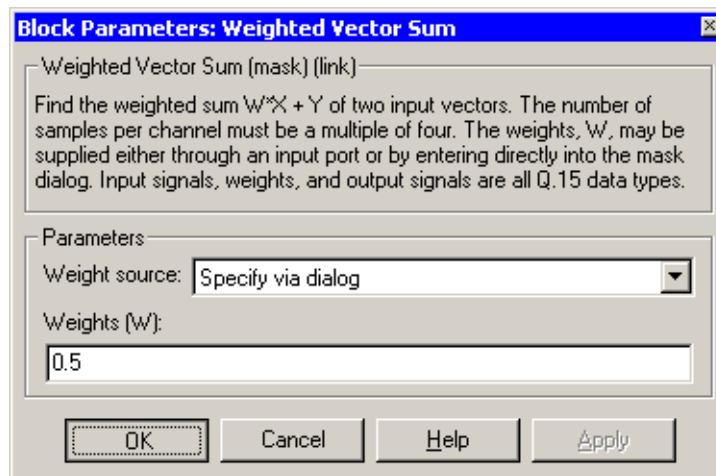 Block Parameters: Weighted Vector Sum
Weighted Vector Sum (mask) (link)
Find the weighted sum W*X + Y of two input vectors. The number of
samples per channel must be a multiple of four. The weights, W, may be
supplied either through an input port or by entering directly into the mask
dialog. Input signals, weights, and output signals are all Q.15 data types.
Parameters
Weight source: Specify via dialog
Weights (W):
0.5
OK Cancel Help Apply